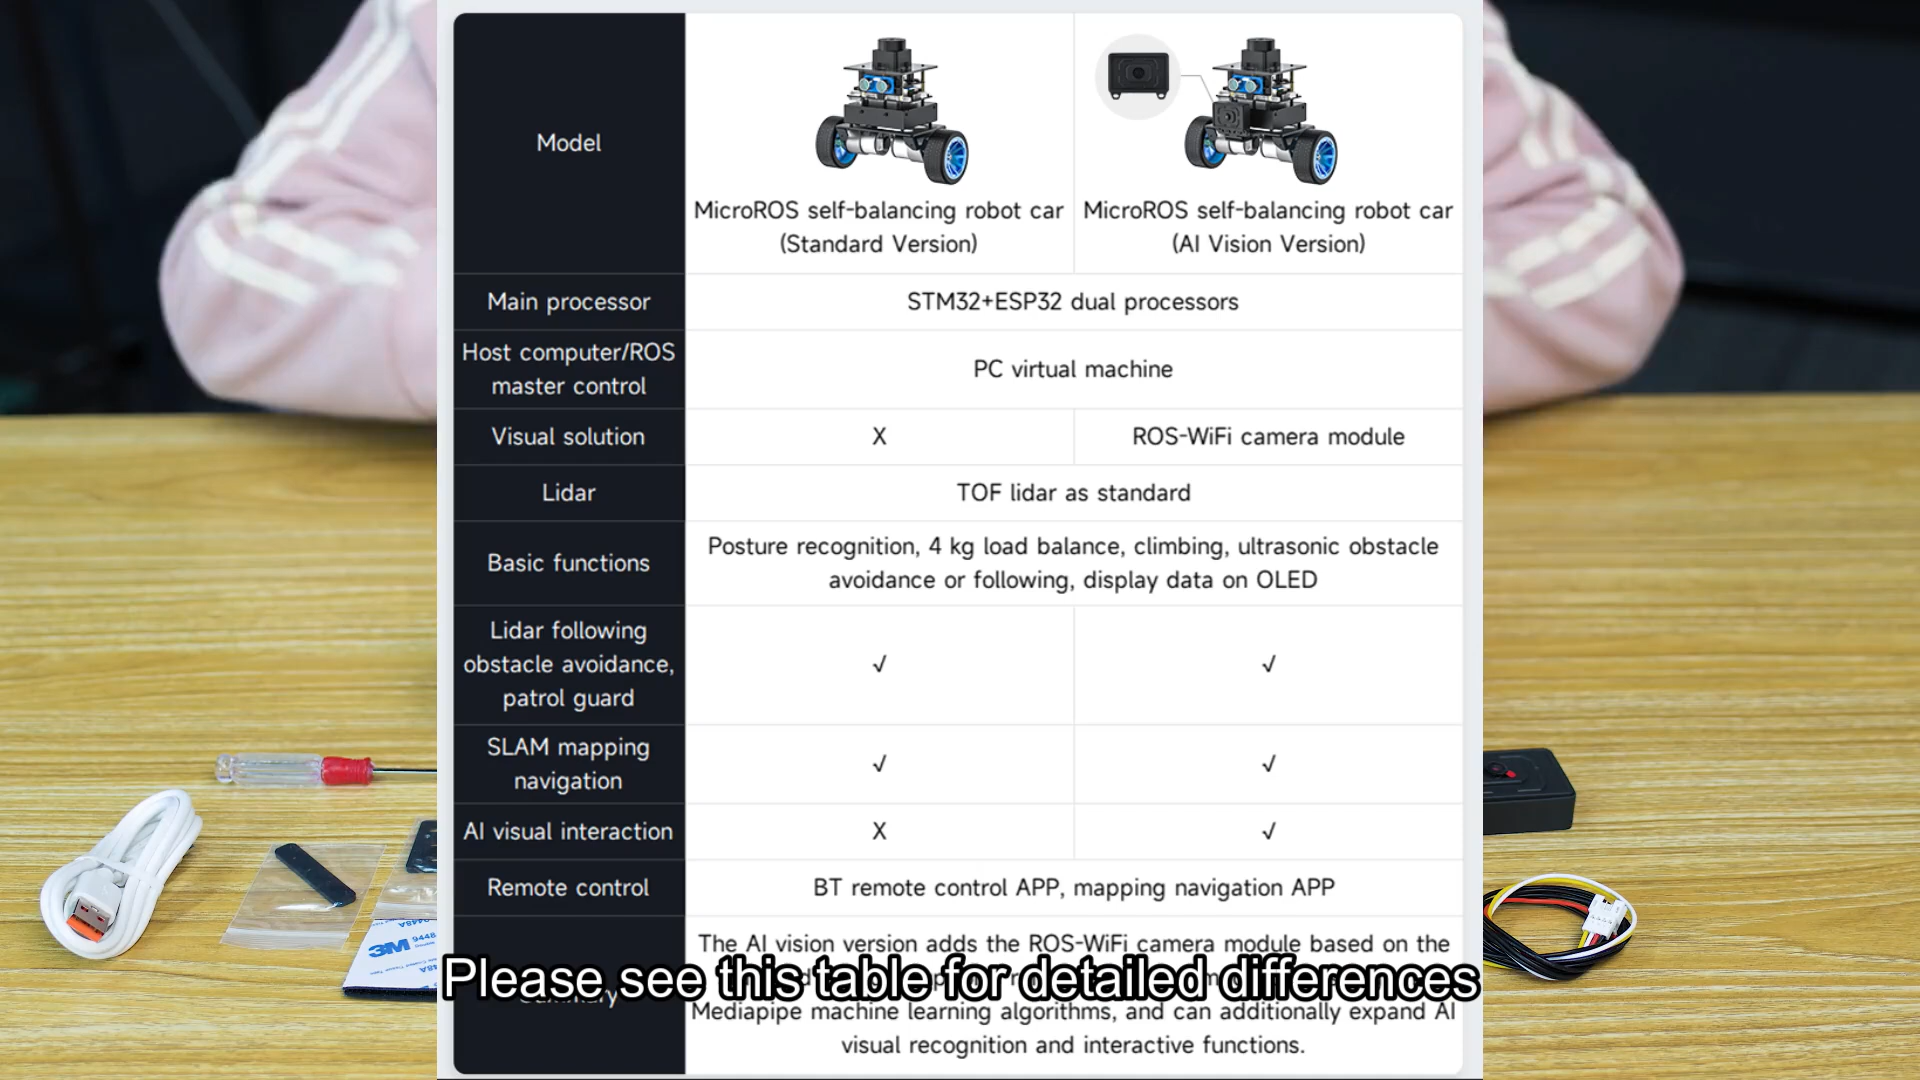 Model
MicroROS self-balancing robot car
(Standard Version)
MicroROS self-balancing robot car
(AI Vision Version)
Main processor
STM32+ESP32 dual processors
Host computer/ROS
master control
PC virtual machine
Visual solution
X
ROS-WiFi camera module
Lidar
TOF lidar as standard
Basic functions
Posture recognition, 4 kg load balance, climbing, ultrasonic obstacle
avoidance or following, display data on OLED
Lidar following
obstacle avoidance,
patrol guard
√
√
SLAM mapping
navigation
√
√
AI visual interaction
X
√
Remote control
BT remote control APP, mapping navigation APP
Summary
The AI vision version adds the ROS-WiFi camera module based on the
Mediapipe machine learning algorithms, and can additionally expand AI
visual recognition and interactive functions.
Please see this table for detailed differences
3M
9448A